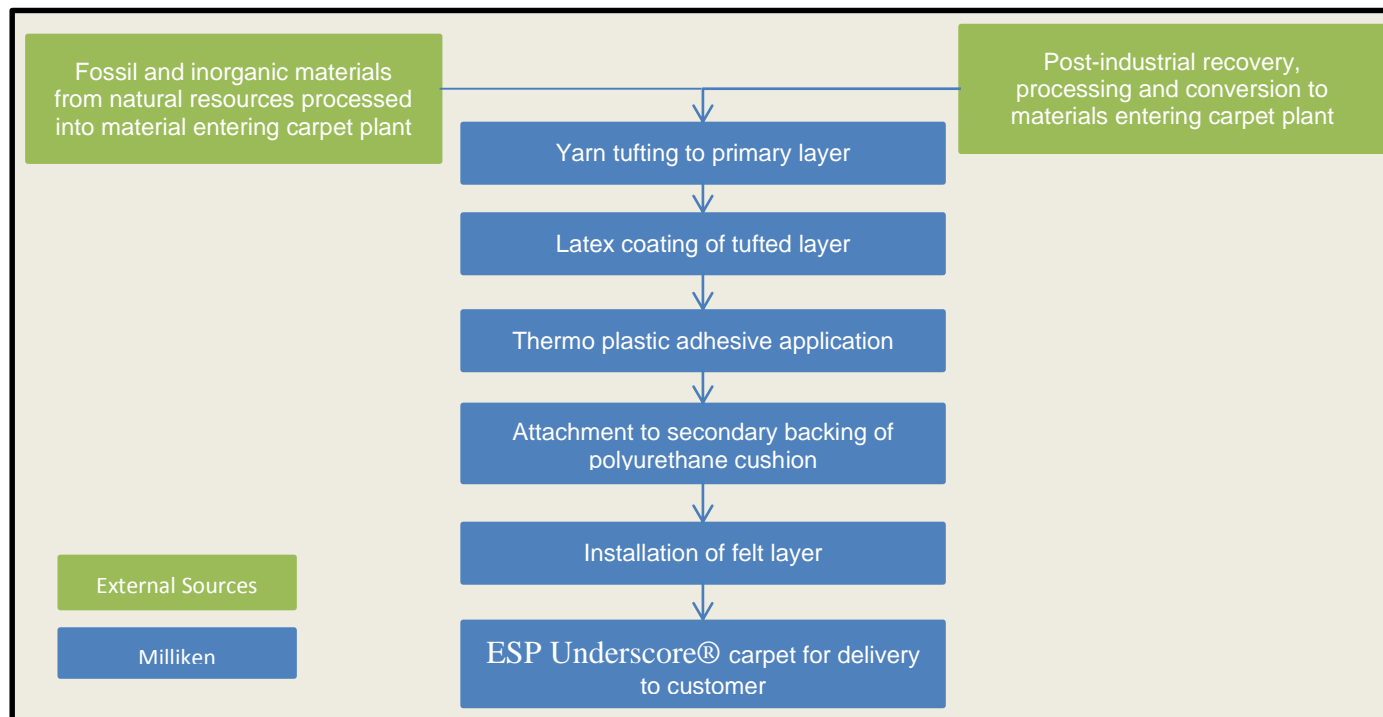 Fossil and inorganic materials
from natural resources processed
into material entering carpet plant
Post-industrial recovery,
processing and conversion to
materials entering carpet plant
Yarn tufting to primary layer
Latex coating of tufted layer
Thermo plastic adhesive application
Attachment to secondary backing of
polyurethane cushion
Installation of felt layer
External Sources
Milliken
ESP Underscore® carpet for delivery
to customer